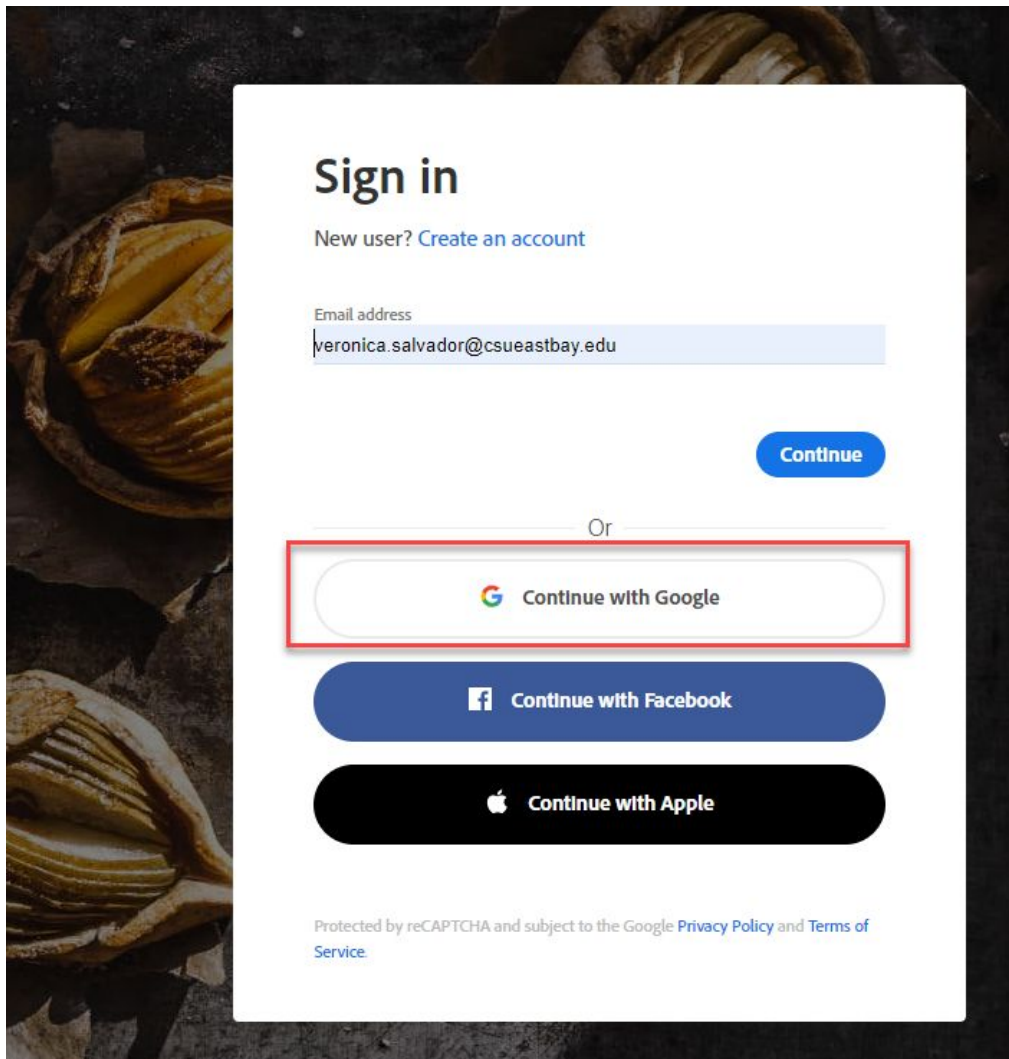 Sign in
New user? Create an account
Email address
veronica.salvador@csueastbay.edu
Continue
Or
Continue with Google
Continue with Facebook
Continue with Apple
Protected by reCAPTCHA and subject to the Google Privacy Policy and Terms of
Service.